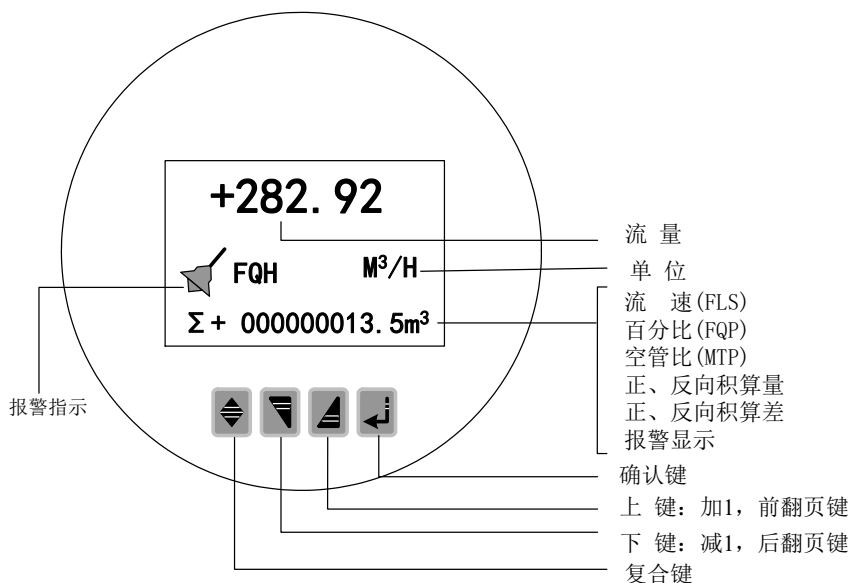 +282.92
流 量
FQH M³/H
单 位
Σ+ 000000013.5m³
流 速(FLS)
百分比(FQP)
空管比(MTP)
正、反向积算量
正、反向积算差
报警显示
报警指示
确认键
上 键：加1，前翻页键
下 键：减1，后翻页键
复合键